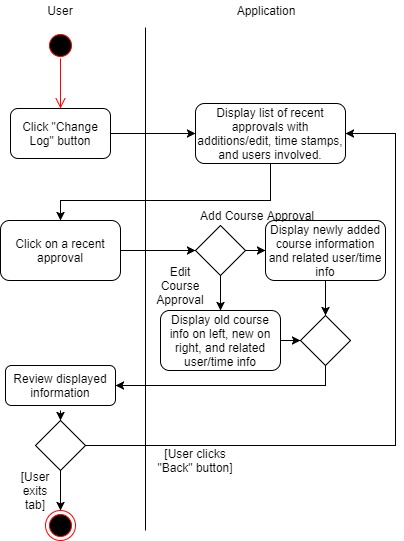 User
Application
Click "Change
Log" button
Display list of recent
approvals with
additions/edit, time stamps,
and users involved.
Click on a recent
approval
Add Course Approval
Display newly added
course information
and related user/time
info
Edit
Course
Approval
Display old course
info on left, new on
right, and related
user/time info
Review displayed
information
[User clicks
"Back" button]
[User
exits
tab]